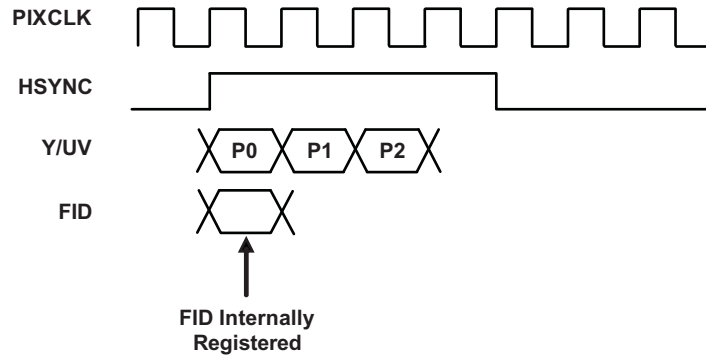 PIXCLK
HSYNC
Y/UV
P0 P1 P2
FID
FID Internally
Registered